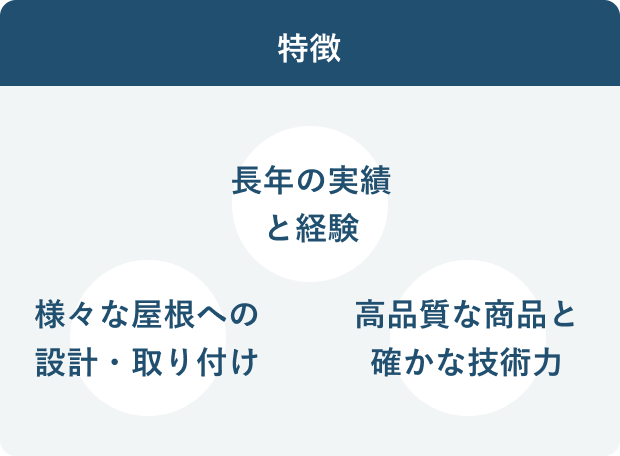 特徴
長年の実績
と経験
様々な屋根への
設計・取り付け
高品質な商品と
確かな技術力